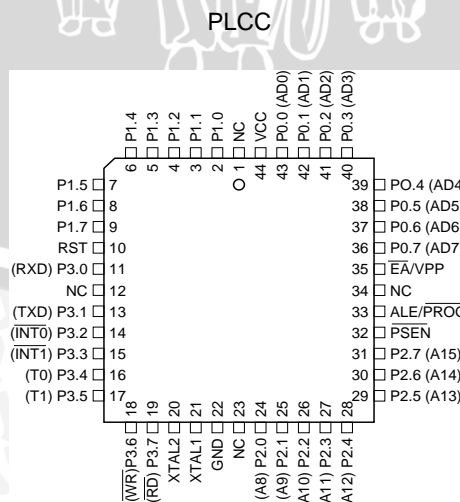 PLCC
P1.4
P1.3
P1.2
P1.1
P1.0
NC
VCC
P0.0 (AD0)
P0.1 (AD1)
P0.2 (AD2)
P0.3 (AD3)
6
5
4
3
2
1
44
43
42
41
40
P1.5 7
P1.6 8
P1.7 9
RST 10
(RXD) P3.0 11
NC 12
(TXD) P3.1 13
(INT0) P3.2 14
(INT1) P3.3 15
(T0) P3.4 16
(T1) P3.5 17
39 PO.4 (AD4
38 P0.5 (AD5
37 P0.6 (AD6
36 P0.7 (AD7
35 EA/VPP
34 NC
33 ALE/PROG
32 PSEN
31 P2.7 (A15)
30 P2.6 (A14)
29 P2.5 (A13)
18
19
20
21
22
23
24
25
26
27
28
(WR) P3.6
(RD) P3.7
XTAL2
XTAL1
GND
NC
(A8) P2.0
(A9) P2.1
(A10) P2.2
(A11) P2.3
(A12) P2.4